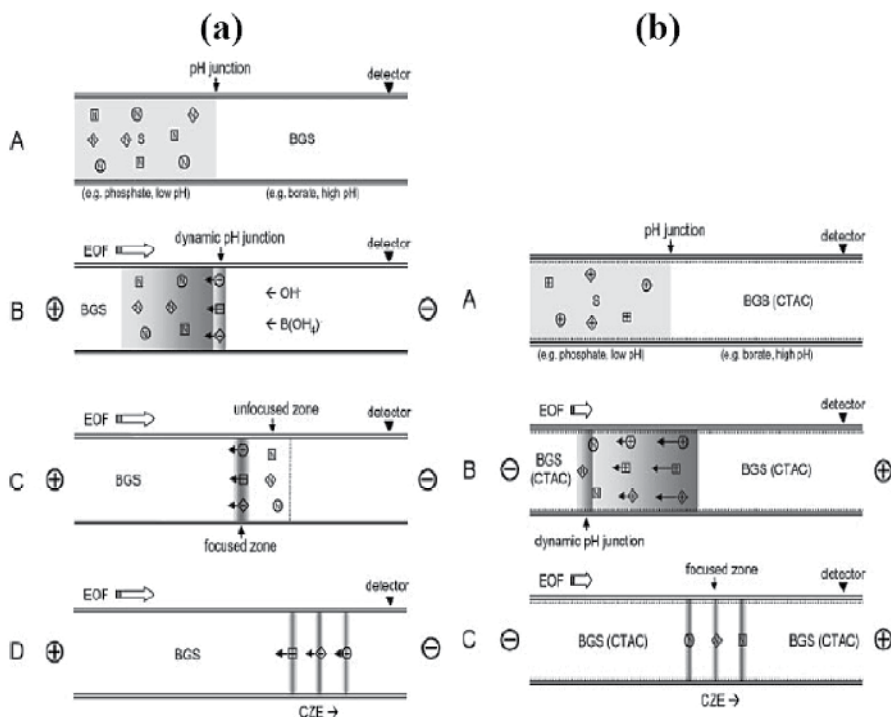 (a)
pH junction
detector
A
S
BGS
(e.g. phosphate, low pH)
(e.g. borate, high pH)
EOF
dynamic pH junction
detector
B
BGS
← OH⁻
← B(OH₄)⁻
EOF
unfocused zone
detector
C
BGS
focused zone
EOF
detector
D
BGS
CZE →
(b)
pH junction
detector
A
S
BGS (CTAC)
(e.g. phosphate, low pH)
(e.g. borate, high pH)
EOF
detector
B
BGS
(CTAC)
BGS (CTAC)
dynamic pH junction
EOF
focused zone
detector
C
BGS (CTAC)
BGS (CTAC)
CZE →